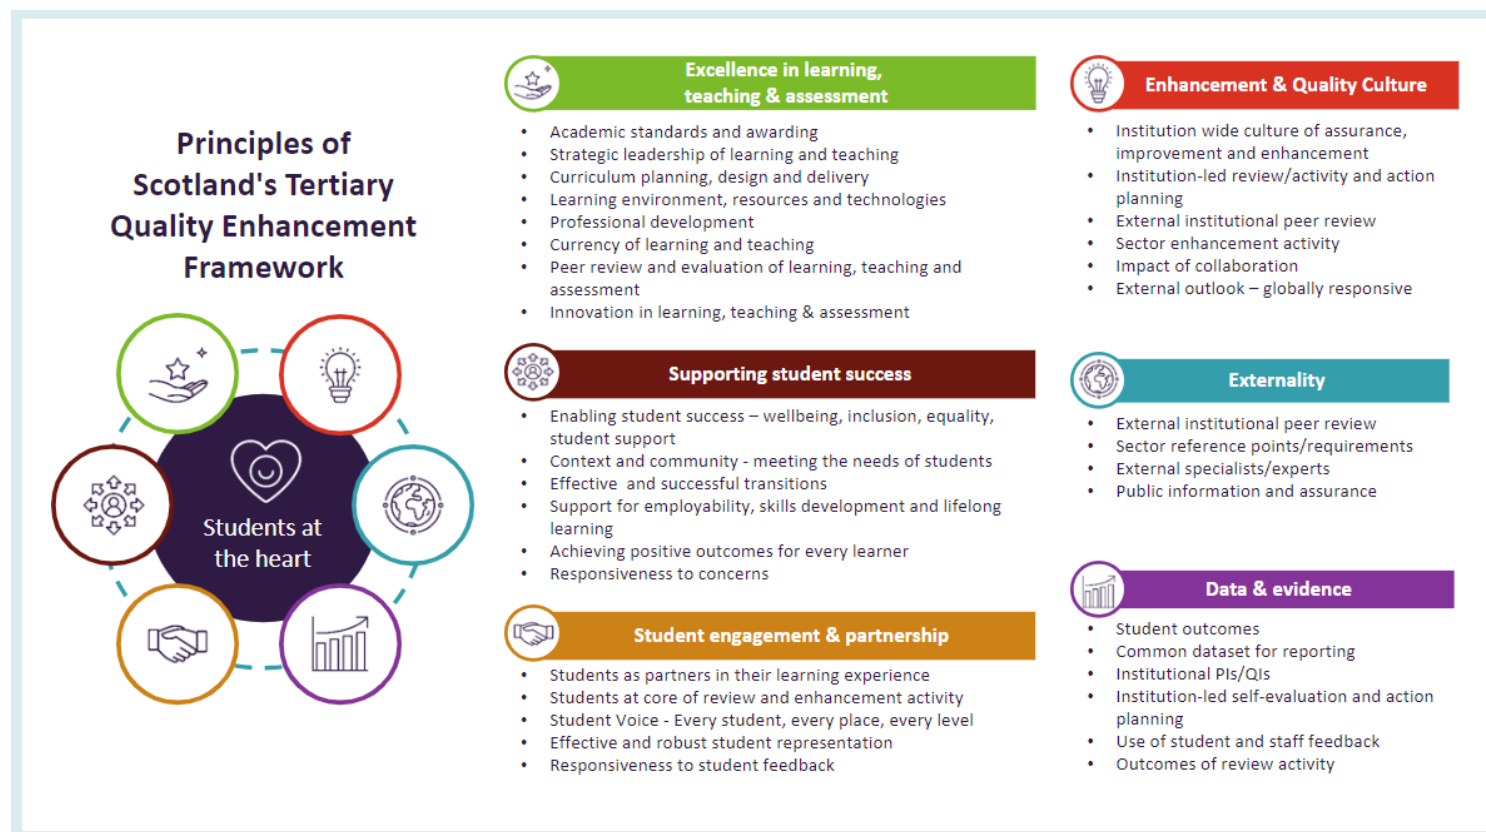 Principles of
Scotland's Tertiary
Quality Enhancement
Framework
Students at
the heart
Excellence in learning,
teaching & assessment
• Academic standards and awarding
• Strategic leadership of learning and teaching
• Curriculum planning, design and delivery
• Learning environment, resources and technologies
• Professional development
• Currency of learning and teaching
• Peer review and evaluation of learning, teaching and
assessment
• Innovation in learning, teaching & assessment
Supporting student success
• Enabling student success – wellbeing, inclusion, equality,
student support
• Context and community - meeting the needs of students
• Effective and successful transitions
• Support for employability, skills development and lifelong
learning
• Achieving positive outcomes for every learner
• Responsiveness to concerns
Student engagement & partnership
• Students as partners in their learning experience
• Students at core of review and enhancement activity
• Student Voice - Every student, every place, every level
• Effective and robust student representation
• Responsiveness to student feedback
Enhancement & Quality Culture
• Institution wide culture of assurance,
improvement and enhancement
• Institution-led review/activity and action
planning
• External institutional peer review
• Sector enhancement activity
• Impact of collaboration
• External outlook – globally responsive
Externality
• External institutional peer review
• Sector reference points/requirements
• External specialists/experts
• Public information and assurance
Data & evidence
• Student outcomes
• Common dataset for reporting
• Institutional PIs/QIs
• Institution-led self-evaluation and action
planning
• Use of student and staff feedback
• Outcomes of review activity